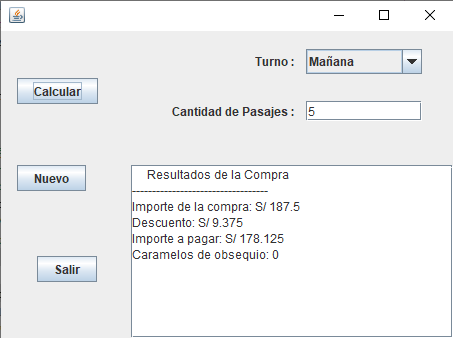 Turno :
Mañana
Calcular
Cantidad de Pasajes :
5
Nuevo
Resultados de la Compra
----------------------------------
Importe de la compra: S/ 187.5
Descuento: S/ 9.375
Importe a pagar: S/ 178.125
Caramelos de obsequio: 0
Salir